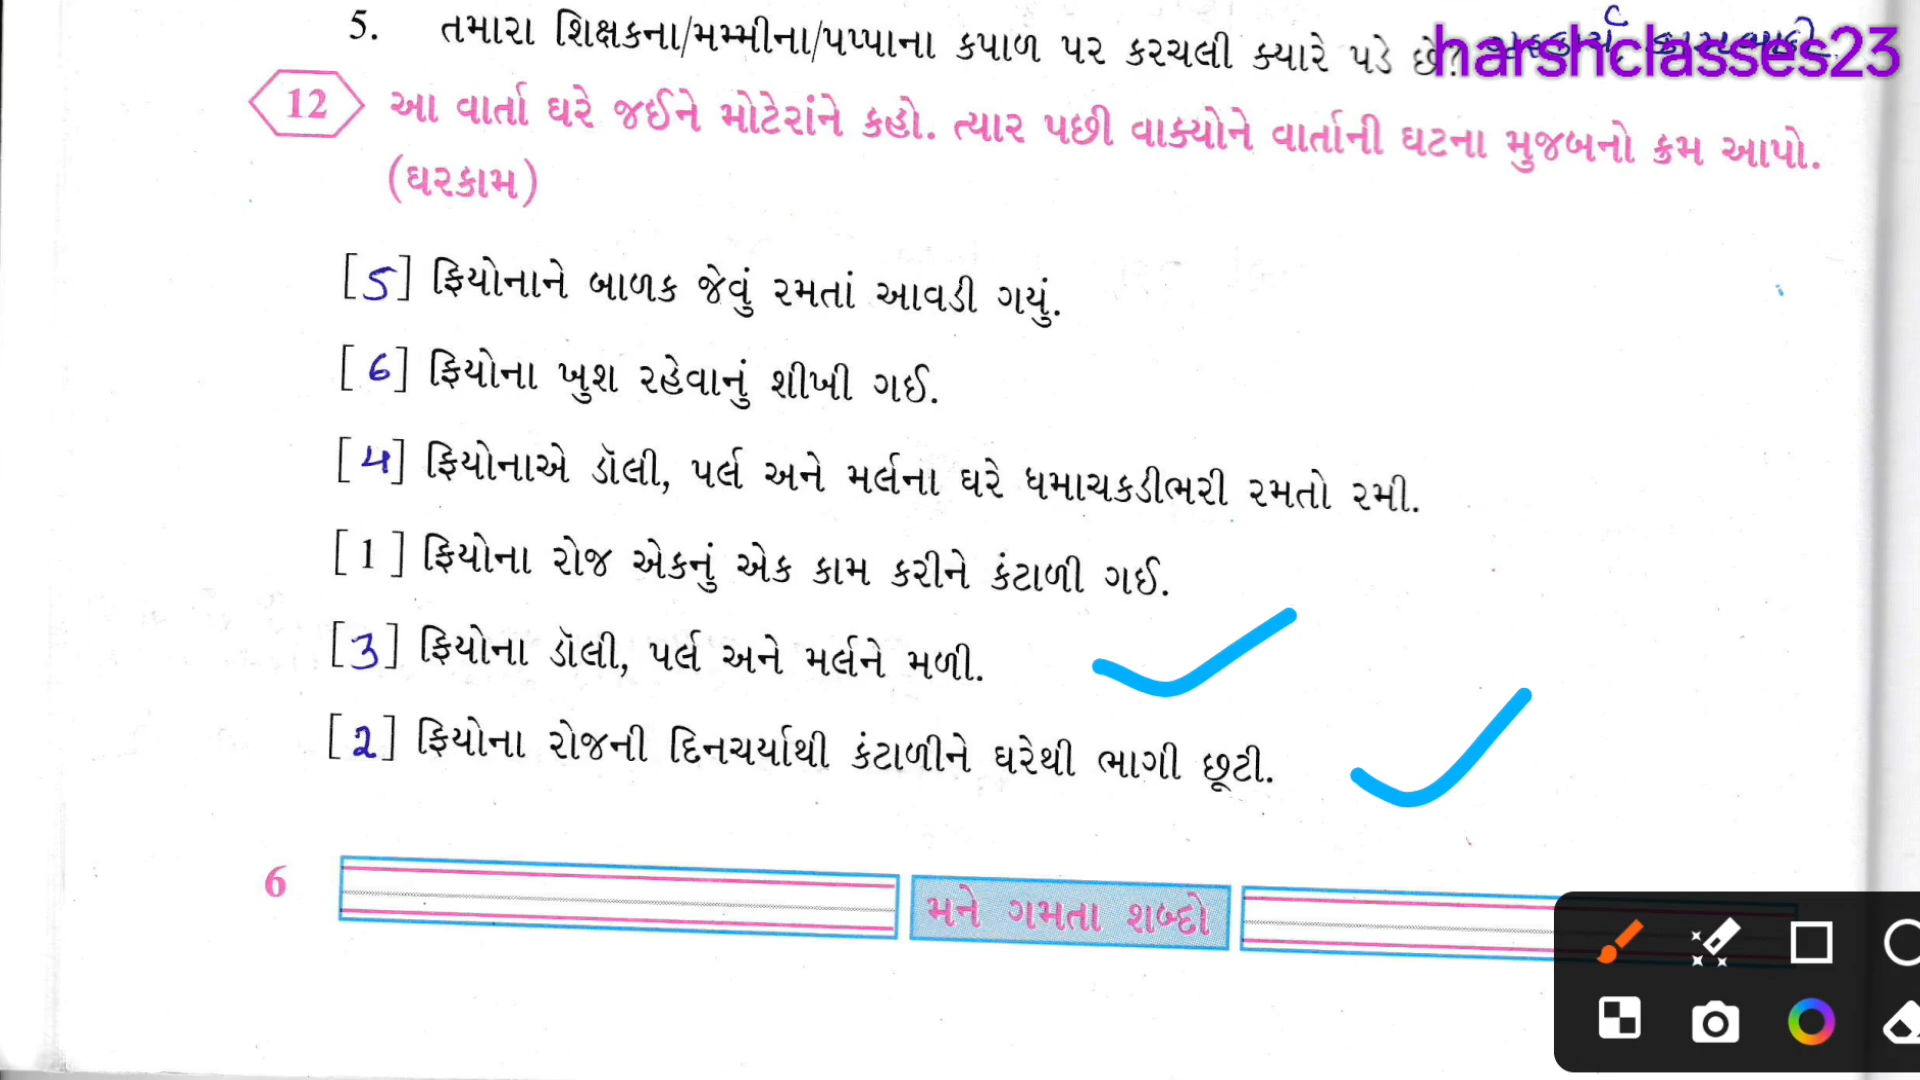 5. તમારા શિક્ષકના/મમ્મીના/પપ્પાના કપાળ પર કરચલી ક્યારે પડે છે?
harshclasses23
12 આ વાર્તા ઘરે જઈને મોટેરાંને કહો. ત્યાર પછી વાક્યોને વાર્તાની ઘટના મુજબનો ક્રમ આપો.
(ઘરકામ)
[5] ફિયોનાને બાળક જેવું રમતાં આવડી ગયું.
[6] ફિયોના ખુશ રહેવાનું શીખી ગઈ.
[4] ફિયોનાએ ડૉલી, પર્લ અને મર્લના ઘરે ધમાચકડીભરી રમતો રમી.
[1] ફિયોના રોજ એકનું એક કામ કરીને કંટાળી ગઈ.
[3] ફિયોના ડૉલી, પર્લ અને મર્લને મળી.
[2] ફિયોના રોજની દિનચર્યાથી કંટાળીને ઘરેથી ભાગી છૂટી.
6 મને ગમતા શબ્દો